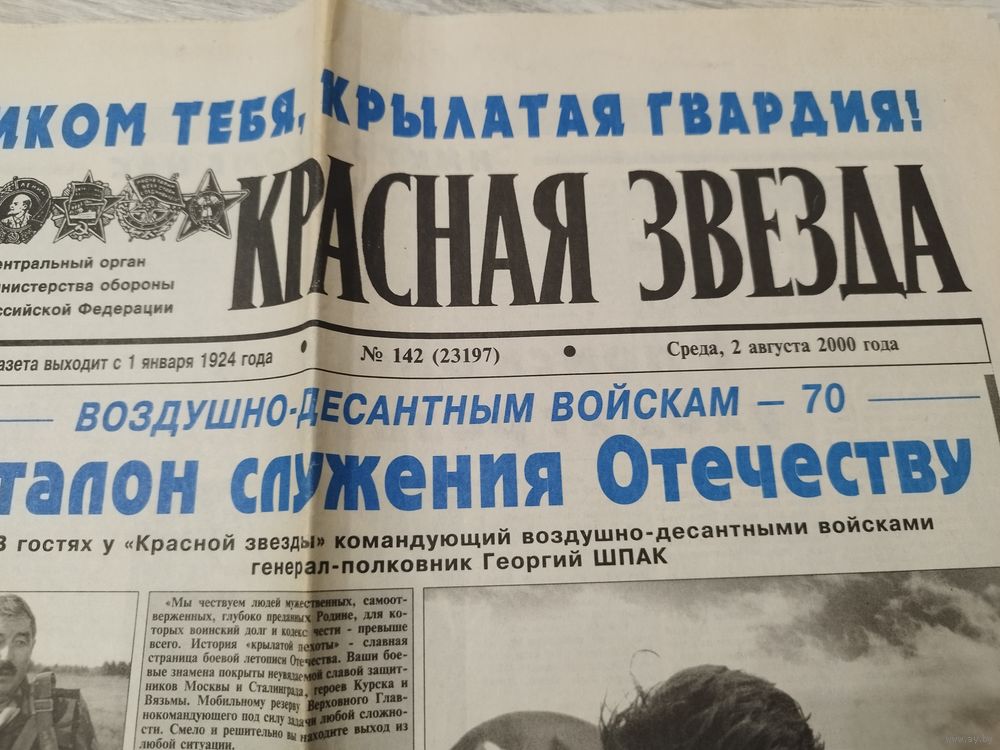 ИКОМ ТЕБЯ, КРЫЛАТАЯ ГВАРДИЯ!
КРАСНАЯ ЗВЕЗДА
ентральный орган
инистерства обороны
ссийской Федерации
азета выходит с 1 января 1924 года • № 142 (23197) • Среда, 2 августа 2000 года
ВОЗДУШНО-ДЕСАНТНЫМ ВОЙСКАМ – 70
талон служения Отечеству
В гостях у «Красной звезды» командующий воздушно-десантными войсками
генерал-полковник Георгий ШПАК
«Мы чествуем людей мужественных, самоот-
верженных, глубоко преданных Родине, для ко-
торых воинский долг и кодекс чести - превыше
всего. История «крылатой пехоты» - славная
страница боевой летописи Отечества. Ваши бое-
вые знамена покрыты неувядаемой славой защит-
ников Москвы и Сталинграда, героев Курска и
Вязьмы. Мобильному резерву Верховного Глав-
нокомандующего под силу задачи любой сложно-
сти. Смело и решительно вы находите выход из
любой ситуации.
www.ay.by